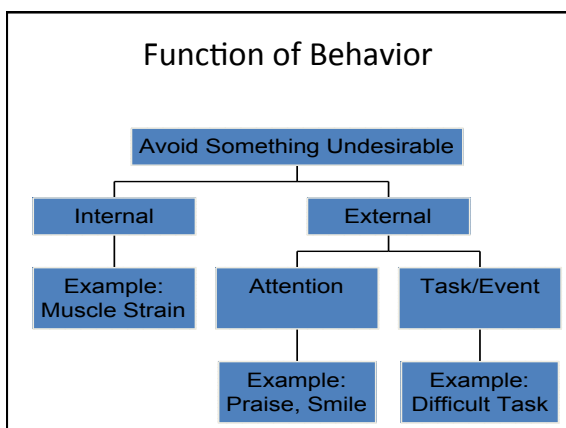 Function of Behavior
Avoid Something Undesirable
Internal
External
Example:
Muscle Strain
Attention
Task/Event
Example:
Praise, Smile
Example:
Difficult Task